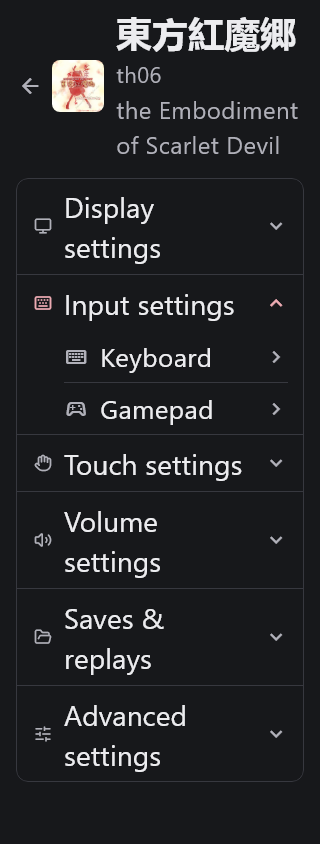 東方紅魔郷
th06
the Embodiment
of Scarlet Devil
Display
settings
Input settings
Keyboard
Gamepad
Touch settings
Volume
settings
Saves &
replays
Advanced
settings